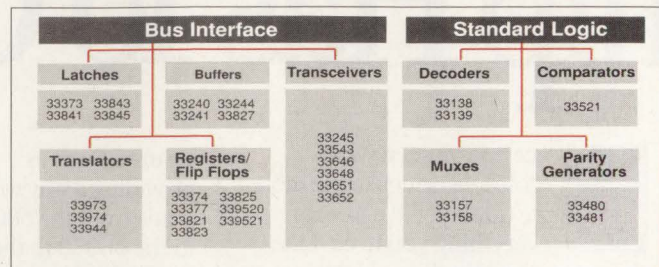 Bus Interface
Latches
33373 33843
33841 33845
Buffers
33240 33244
33241 33827
Transceivers
33245
33543
33646
33648
33651
33652
Translators
33973
33974
33944
Registers/
Flip Flops
33374 33825
33377 339520
33821 339521
33823
Standard Logic
Decoders
33138
33139
Comparators
33521
Muxes
33157
33158
Parity
Generators
33480
33481